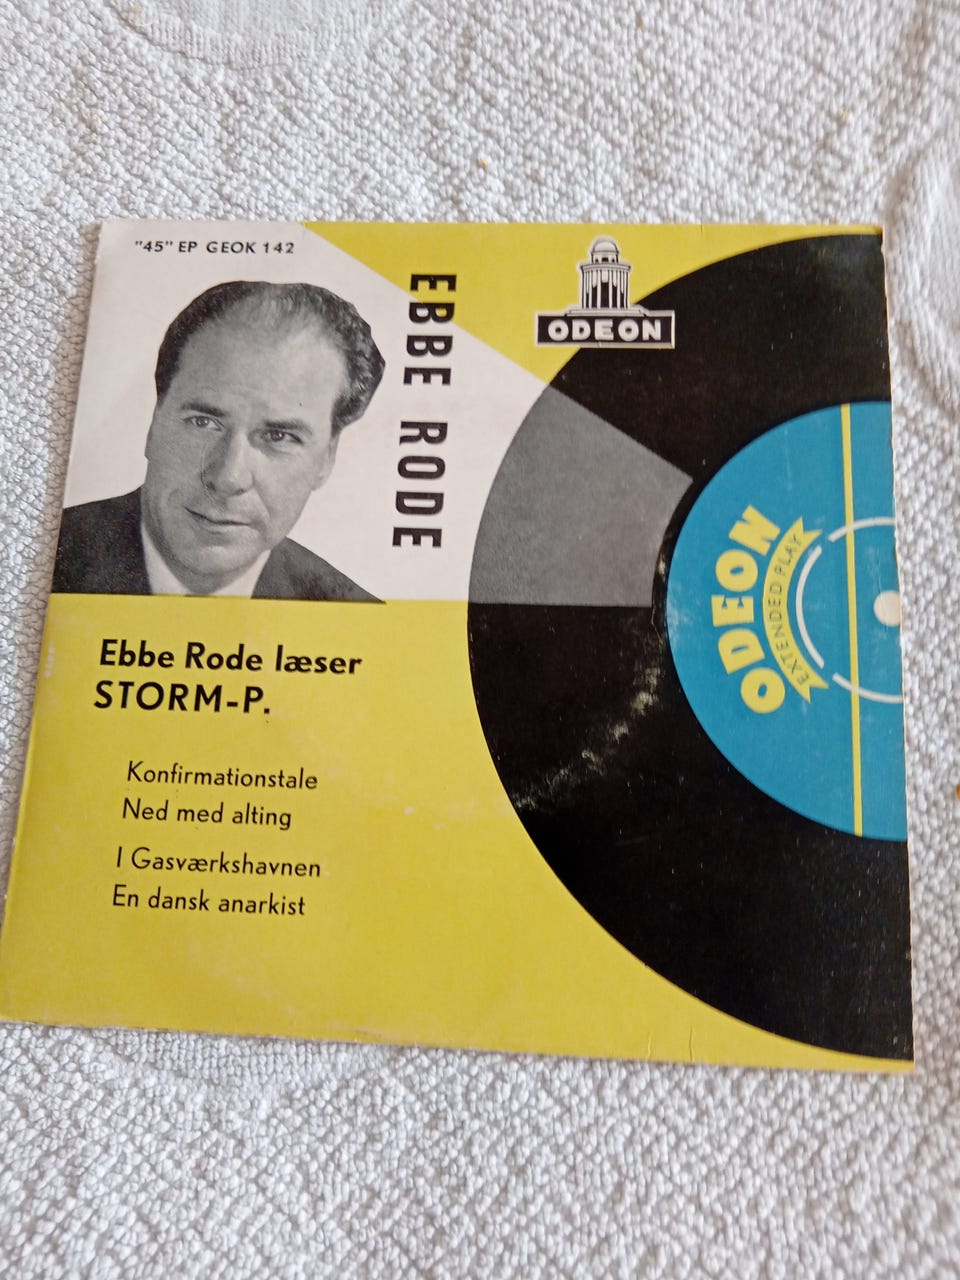 "45" EP GEOK 142
EBBE RODE
ODEON
ODEON
EXTENDED PLAY
Ebbe Rode læser
STORM-P.
Konfirmationstale
Ned med alting
I Gasværkshavnen
En dansk anarkist